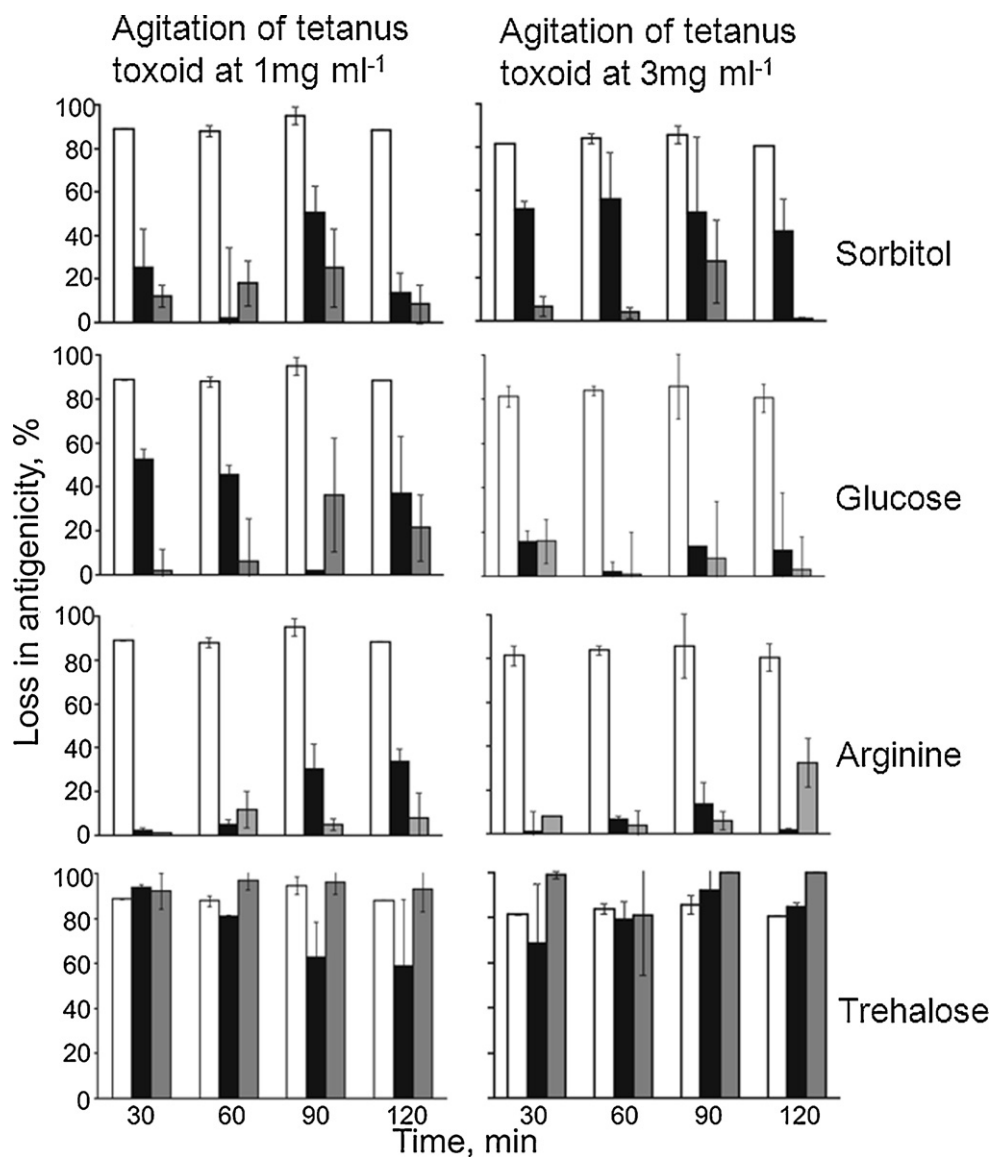 Agitation of tetanus
toxoid at 1mg ml-1
Agitation of tetanus
toxoid at 3mg ml-1
Loss in antigenicity, %
100
80
60
40
20
0
Sorbitol
100
80
60
40
20
0
Glucose
100
80
60
40
20
0
Arginine
100
80
60
40
20
0
Trehalose
30 60 90 120
30 60 90 120
Time, min